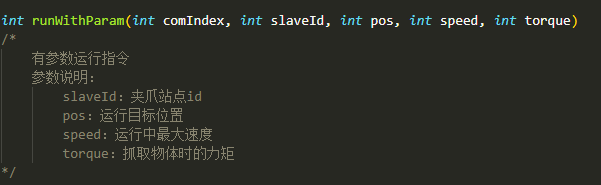 int runWithParam(int comIndex, int slaveId, int pos, int speed, int torque)
/*
有参数运行指令
参数说明:
slaveId: 夹爪站点id
pos: 运行目标位置
speed: 运行中最大速度
torque: 抓取物体时的力矩
*/